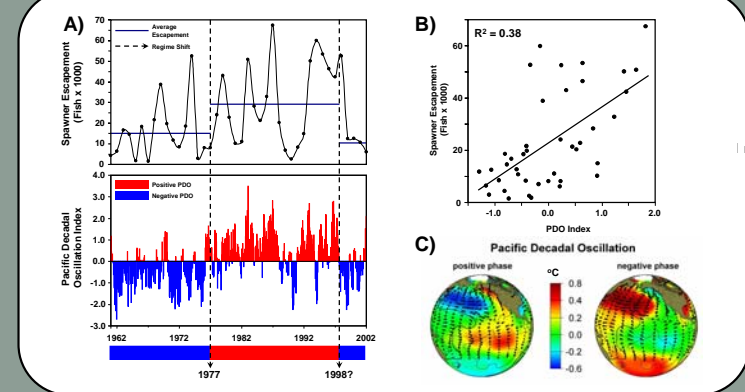 A)
Spawner Escapement
(Fish x 1000)
70
60
50
40
30
20
10
0
Average
Escapement
Regime Shift
Pacific Decadal
Oscillation Index
4.0
3.0
2.0
1.0
0.0
-1.0
-2.0
-3.0
Positive PDO
Negative PDO
1962
1972
1982
1992
2002
1977
1998?
B)
R² = 0.38
Spawner Escapement
(Fish x 1000)
60
40
20
0
-1.0
0.0
1.0
2.0
PDO Index
C)
Pacific Decadal Oscillation
positive phase
°C
negative phase
0.8
0.4
0.2
0.0
-0.2
-0.6